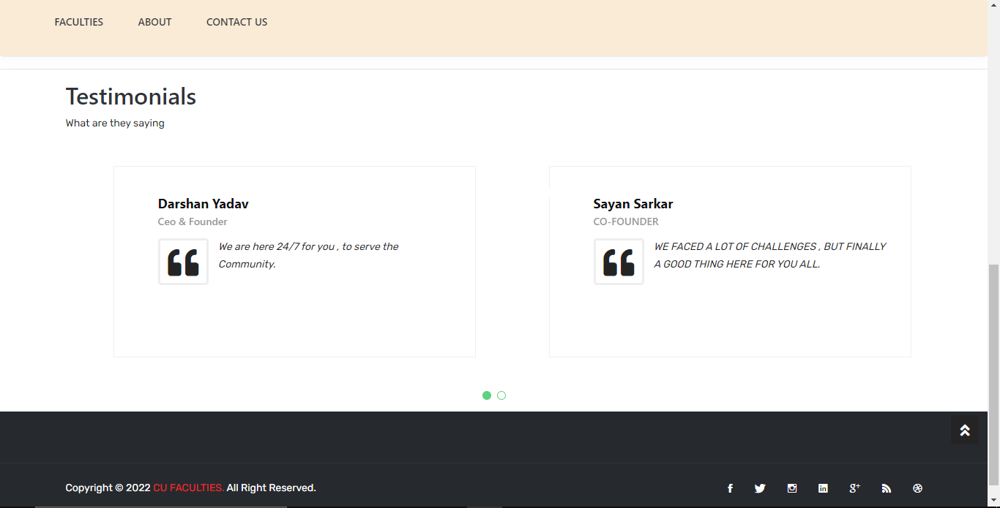 FACULTIES ABOUT CONTACT US
Testimonials
What are they saying
Darshan Yadav
Ceo & Founder
We are here 24/7 for you , to serve the
Community.
Sayan Sarkar
CO-FOUNDER
WE FACED A LOT OF CHALLENGES , BUT FINALLY
A GOOD THING HERE FOR YOU ALL.
Copyright © 2022 CU FACULTIES. All Right Reserved.